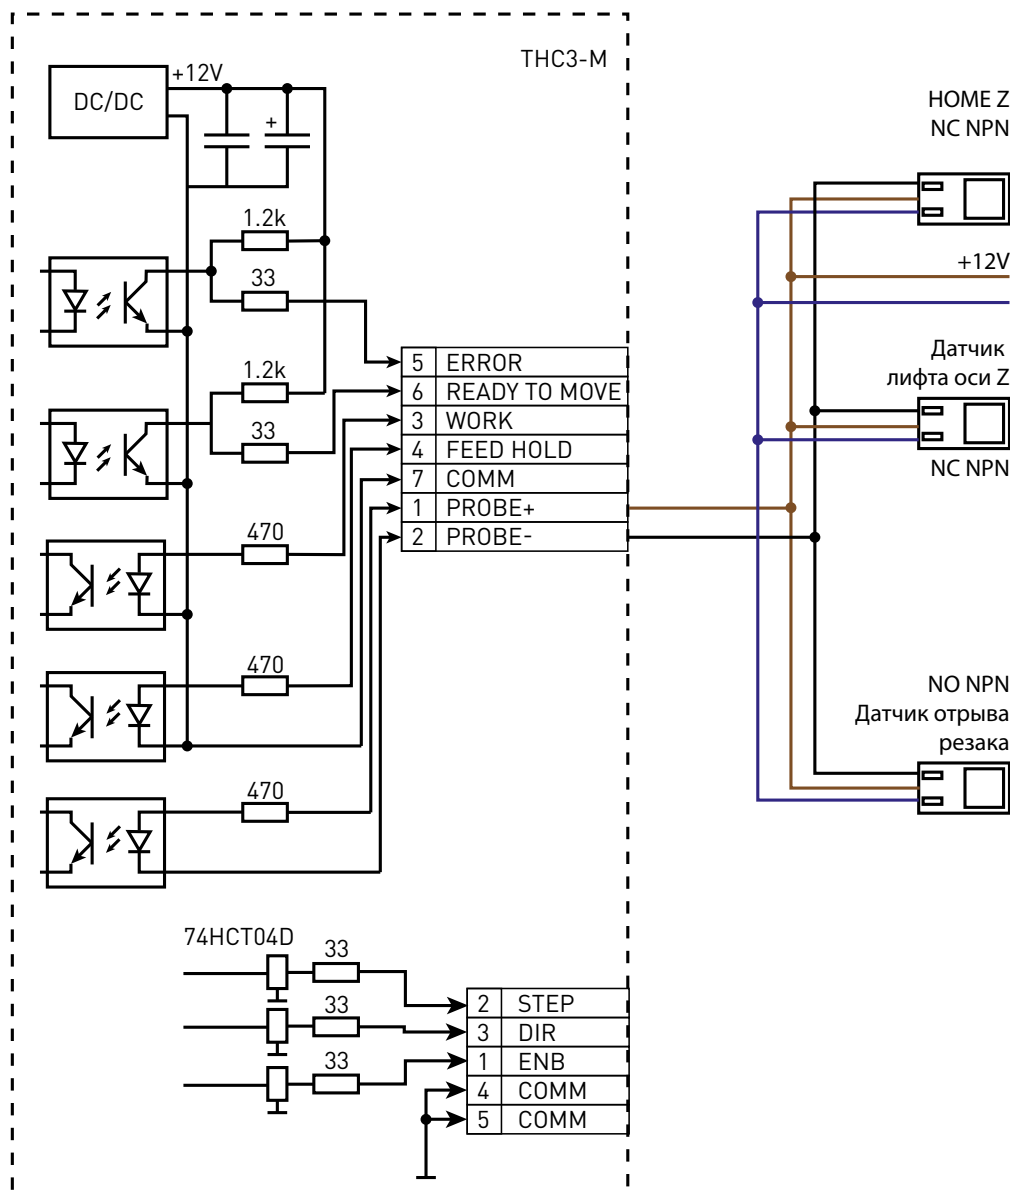 THC3-M
+12V
DC/DC
+
HOME Z
NC NPN
1.2k
33
+12V
Датчик
лифта оси Z
NC NPN
1.2k
33
5 ERROR
6 READY TO MOVE
3 WORK
4 FEED HOLD
7 COMM
1 PROBE+
2 PROBE-
470
470
470
NO NPN
Датчик отрыва
резака
74HCT04D
33
33
33
2 STEP
3 DIR
1 ENB
4 COMM
5 COMM